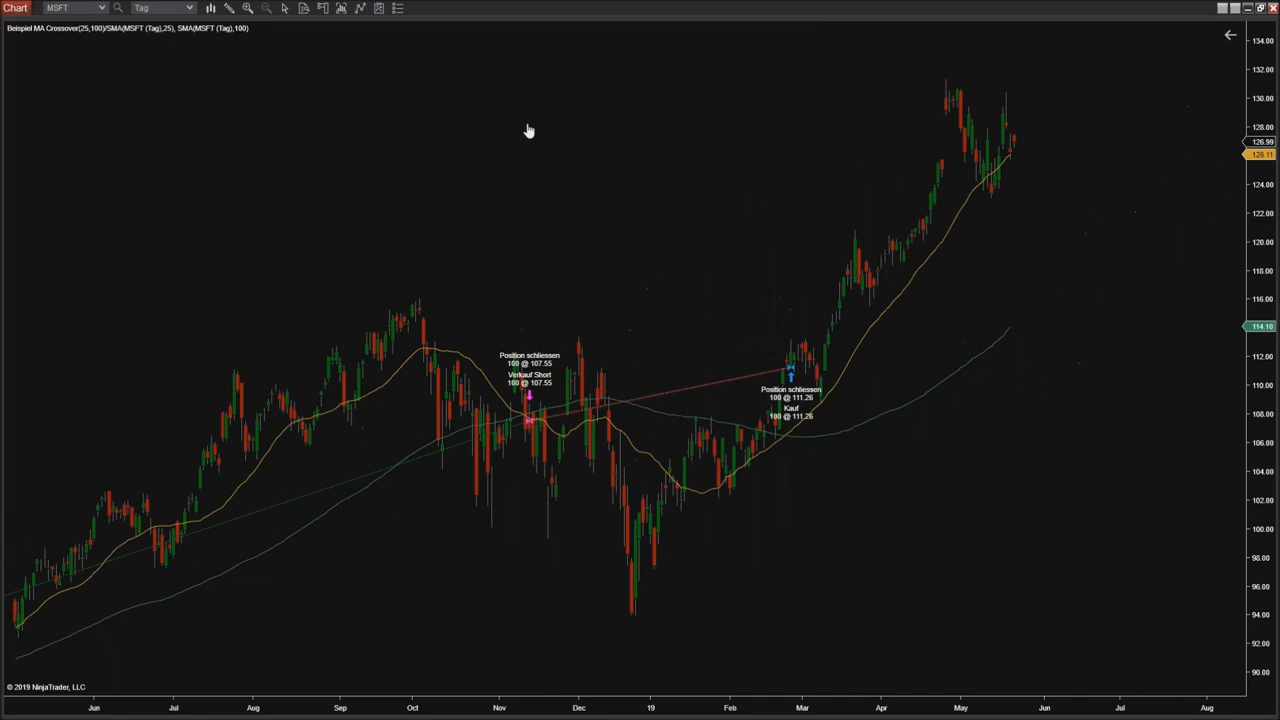 Chart MSFT Tag
Beispiel MA Crossover(25,100)/SMA(MSFT (Tag),25), SMA(MSFT (Tag),100)
134.00
132.00
130.00
128.00
126.99
126.11
124.00
122.00
120.00
118.00
116.00
114.10
112.00
110.00
108.00
106.00
104.00
102.00
100.00
98.00
96.00
94.00
92.00
90.00
Position schliessen
100 @ 107.55
Verkauf Short
100 @ 107.55
Position schliessen
100 @ 111.26
Kauf
100 @ 111.26
© 2019 NinjaTrader, LLC
Jun Jul Aug Sep Oct Nov Dec 19 Feb Mar Apr May Jun Jul Aug